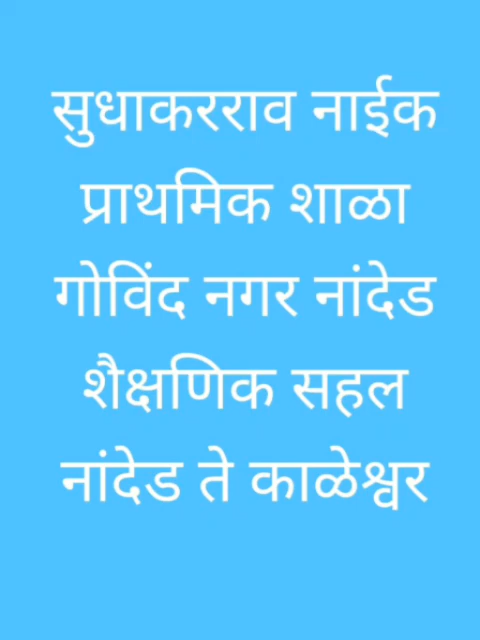 सुधाकरराव नाईक
प्राथमिक शाळा
गोविंद नगर नांदेड
शैक्षणिक सहल
नांदेड ते काळेश्वर